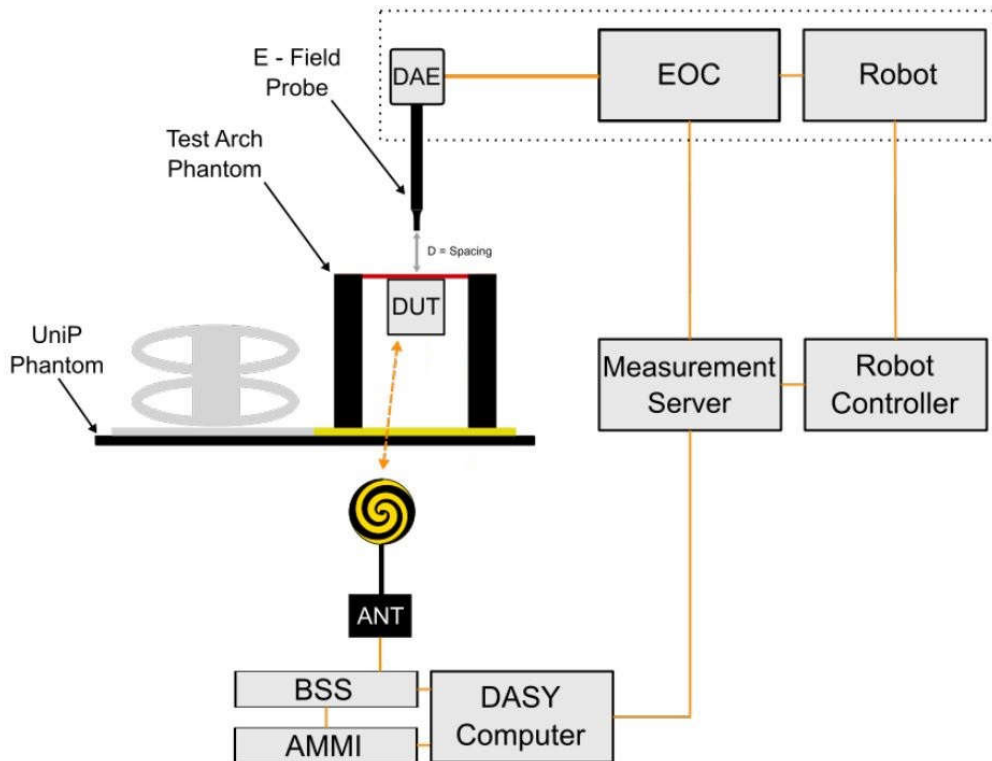 E - Field
Probe
DAE
EOC
Robot
Test Arch
Phantom
D = Spacing
DUT
UniP
Phantom
Measurement
Server
Robot
Controller
ANT
BSS
AMMI
DASY
Computer